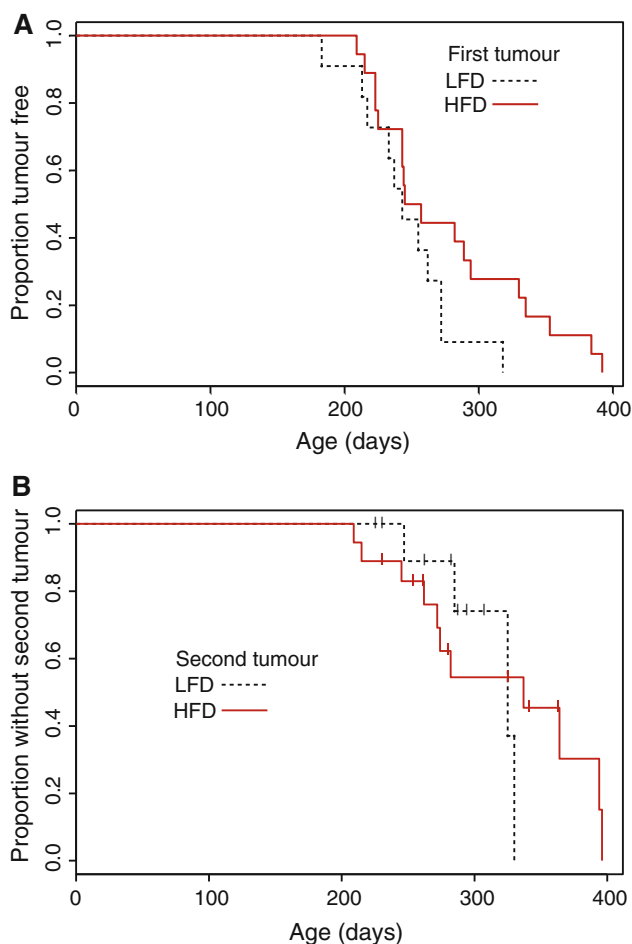 A
Proportion tumour free
1.0
0.8
0.6
0.4
0.2
0.0
First tumour
LFD
HFD
0 100 200 300 400
Age (days)
B
Proportion without second tumour
1.0
0.8
0.6
0.4
0.2
0.0
Second tumour
LFD
HFD
0 100 200 300 400
Age (days)